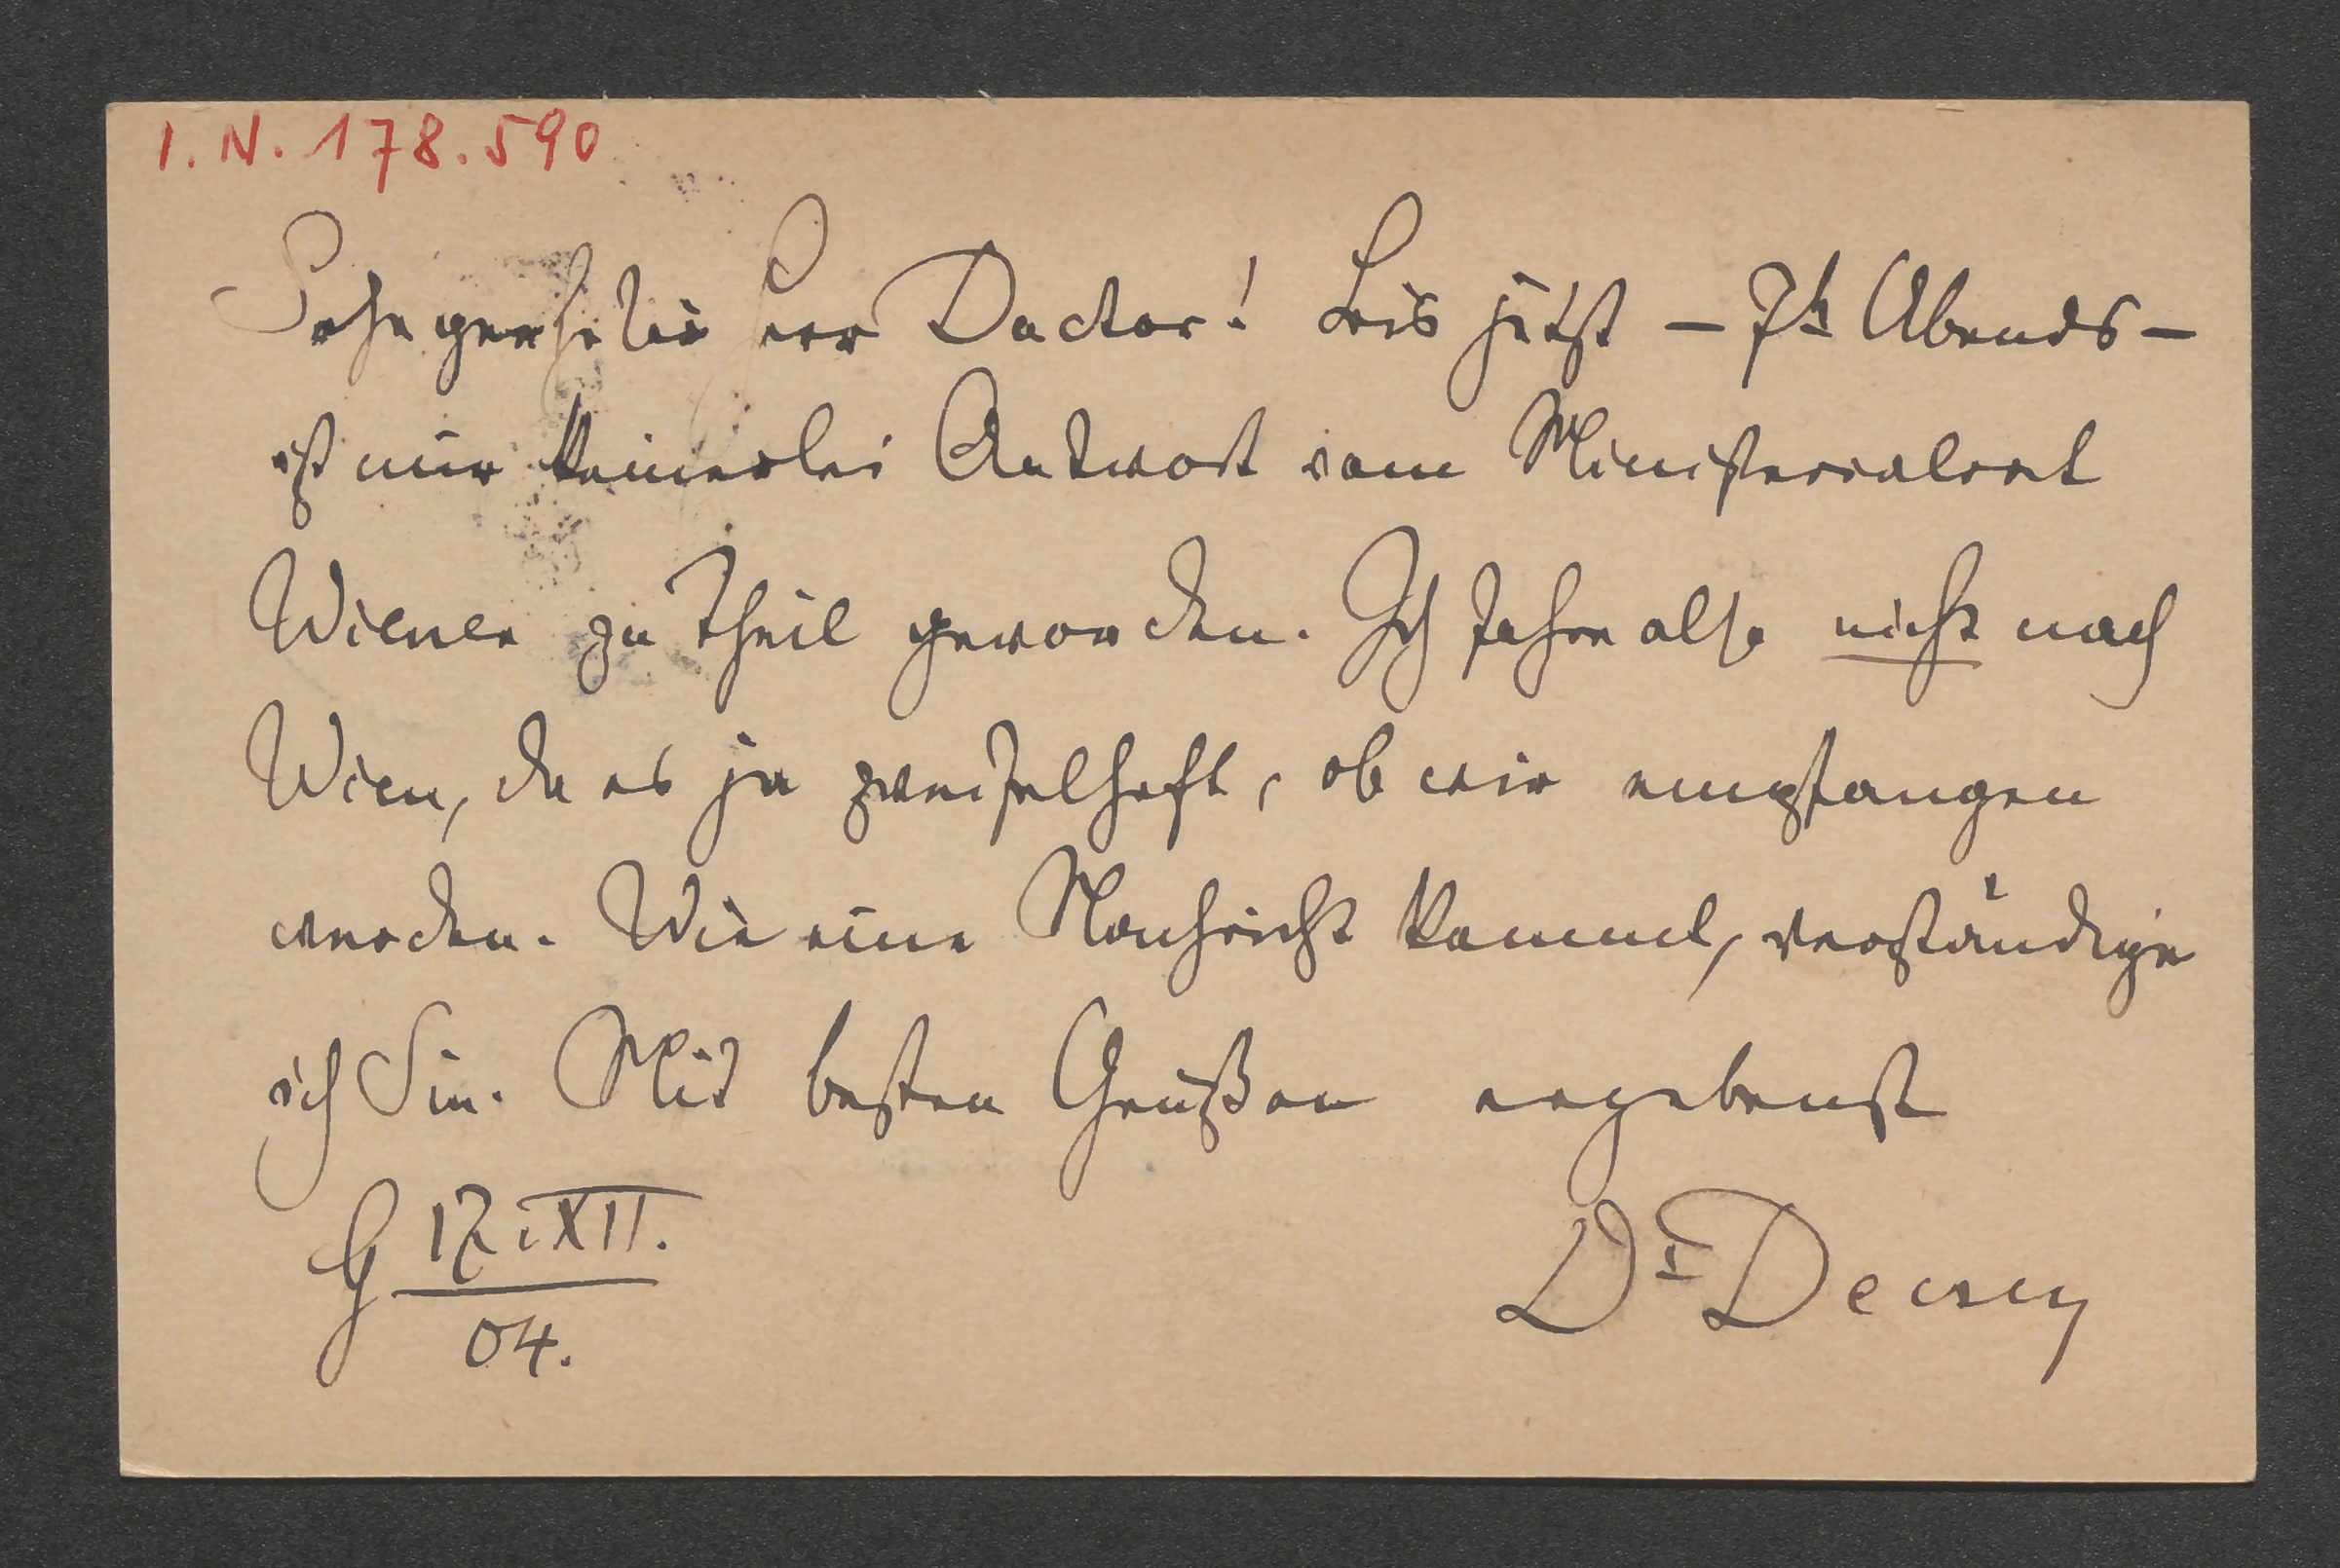 I.N. 178.590
Sehr geehrter Herr Doctor! Bis jetzt – 7h Abends –
ist mir keinerlei Antwort vom Ministerialrat
Wiener zu Theil geworden. Ich fahre also nicht nach
Wien, da es ja zweifelhaft, ob wir empfangen
werden. Wie eine Nachricht kommt, verständige
ich Sie. Mit besten Grüßen ergebenst
G 17. XII.
04.
Dr Decsey